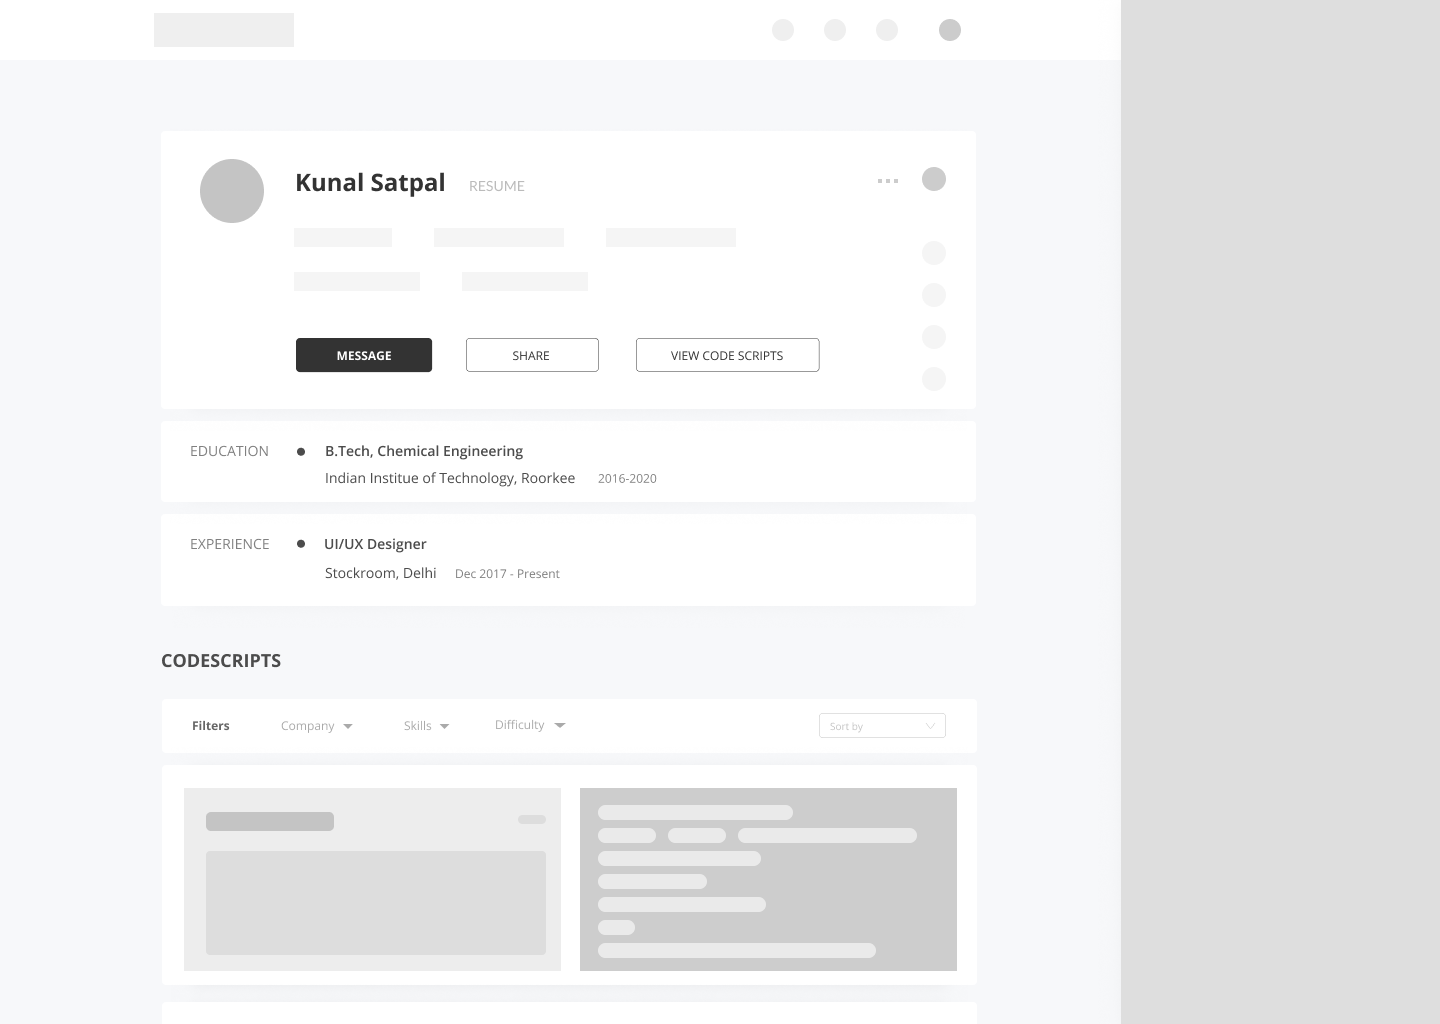 Kunal Satpal RESUME
MESSAGE SHARE VIEW CODE SCRIPTS
EDUCATION B.Tech, Chemical Engineering
Indian Institue of Technology, Roorkee 2016-2020
EXPERIENCE UI/UX Designer
Stockroom, Delhi Dec 2017 - Present
CODESCRIPTS
Filters Company Skills Difficulty Sort by